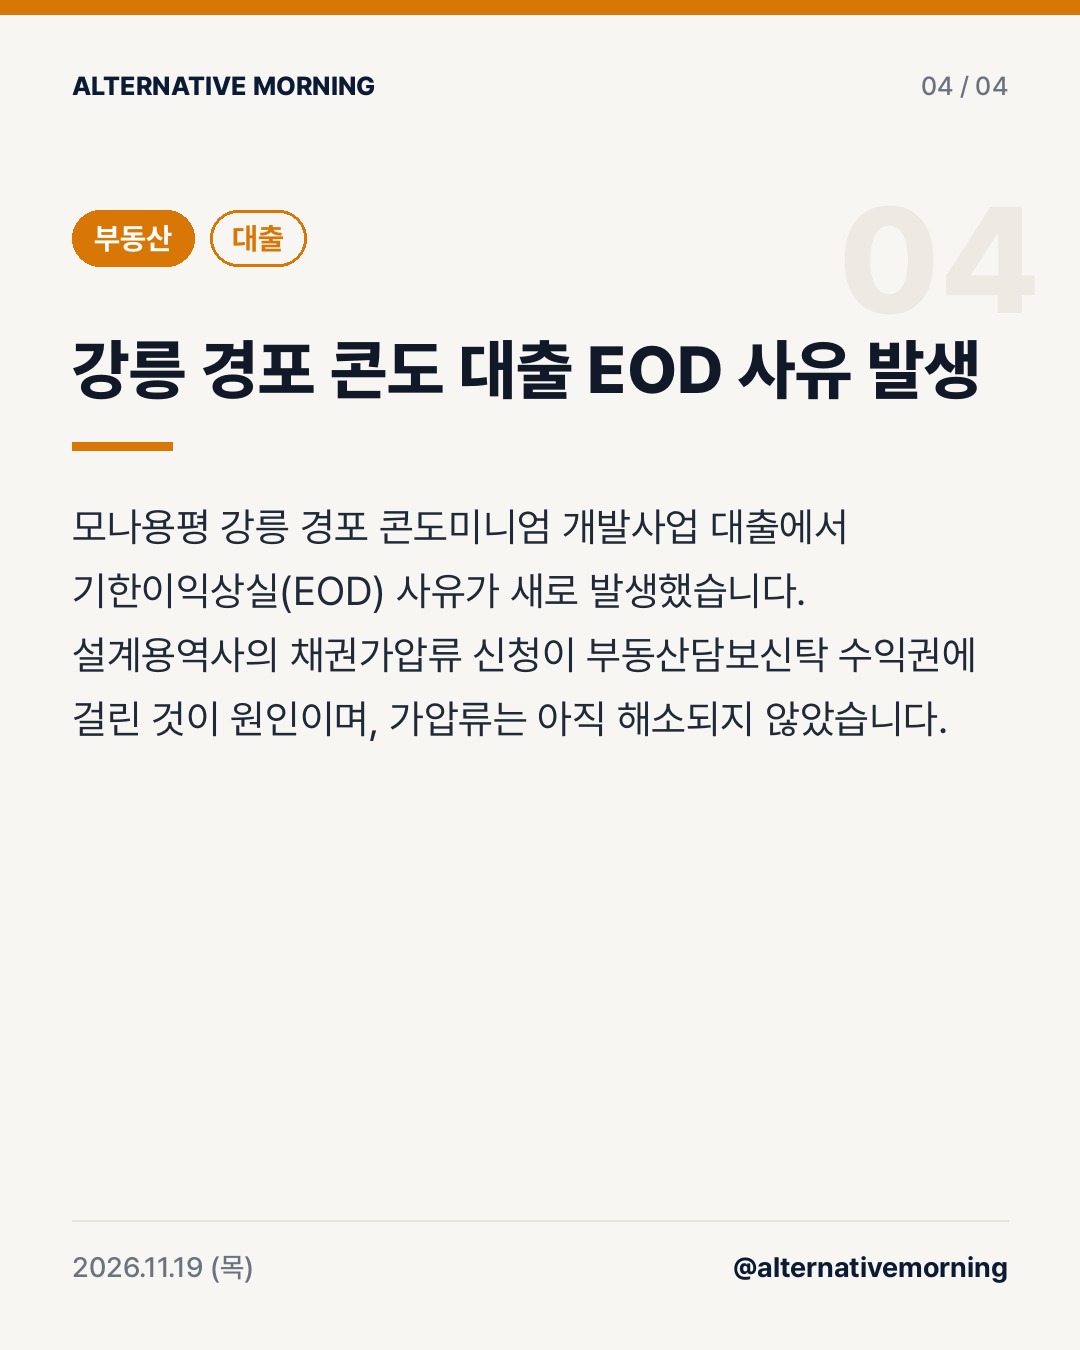 ALTERNATIVE MORNING
04 / 04
부동산
대출
04
강릉 경포 콘도 대출 EOD 사유 발생
모나용평 강릉 경포 콘도미니엄 개발사업 대출에서
기한이익상실(EOD) 사유가 새로 발생했습니다.
설계용역사의 채권가압류 신청이 부동산담보신탁 수익권에
걸린 것이 원인이며, 가압류는 아직 해소되지 않았습니다.
2026.11.19 (목)
@alternativemorning